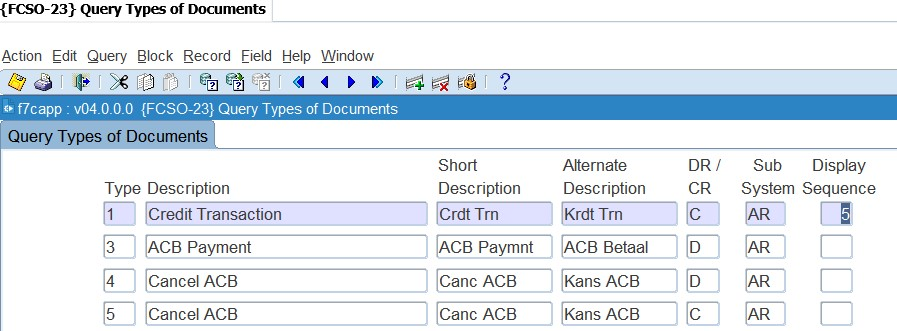 {FCSO-23} Query Types of Documents
Action Edit Query Block Record Field Help Window
f7capp : v04.0.0.0 {FCSO-23} Query Types of Documents
Query Types of Documents
Short Alternate DR / Sub Display
Type Description Description Description CR System Sequence
1 Credit Transaction Crdt Trn Krdt Trn C AR 5
3 ACB Payment ACB Paymnt ACB Betaal D AR
4 Cancel ACB Canc ACB Kans ACB D AR
5 Cancel ACB Canc ACB Kans ACB C AR